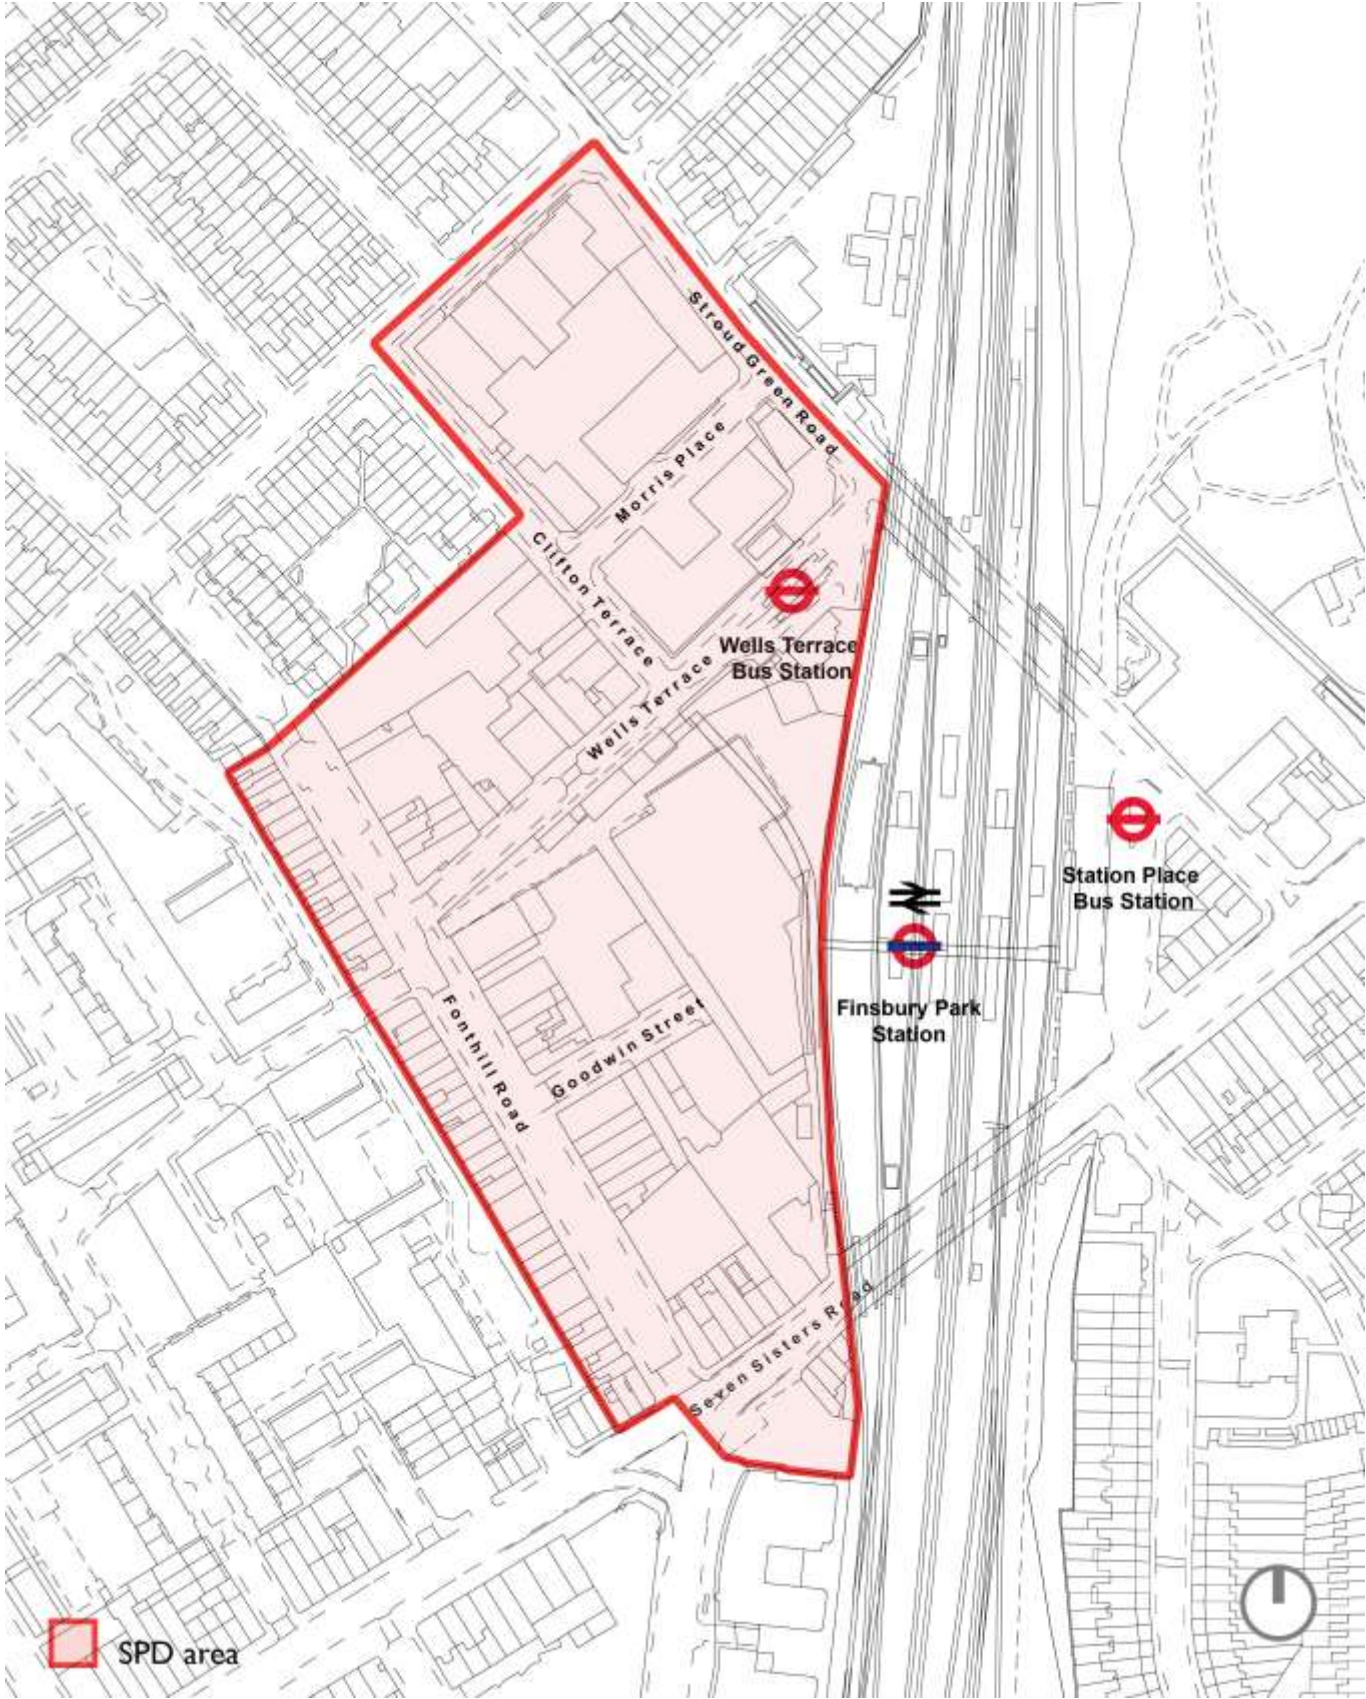 Stroud Green Road
Morris Place
Clifton Terrace
Wells Terrace
Bus Station
Wells Terrace
Station Place
Bus Station
Finsbury Park
Station
Fonthill Road
Goodwin Street
Seven Sisters Road
SPD area